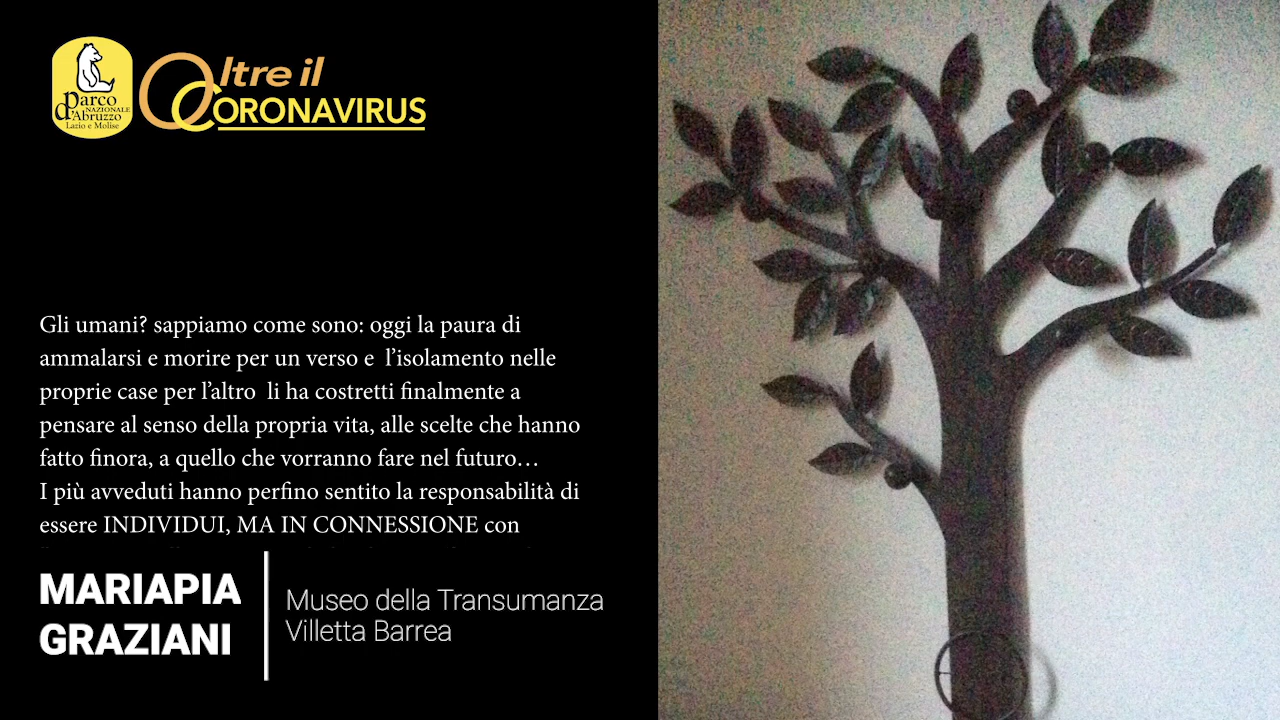 Parco
NAZIONALE
d'Abruzzo
Lazio e Molise
Oltre il
CORONAVIRUS
Gli umani? sappiamo come sono: oggi la paura di
ammalarsi e morire per un verso e  l’isolamento nelle
proprie case per l’altro  li ha costretti finalmente a
pensare al senso della propria vita, alle scelte che hanno
fatto finora, a quello che vorranno fare nel futuro…
I più avveduti hanno perfino sentito la responsabilità di
essere INDIVIDUI, MA IN CONNESSIONE con
MARIAPIA
GRAZIANI
Museo della Transumanza
Villetta Barrea